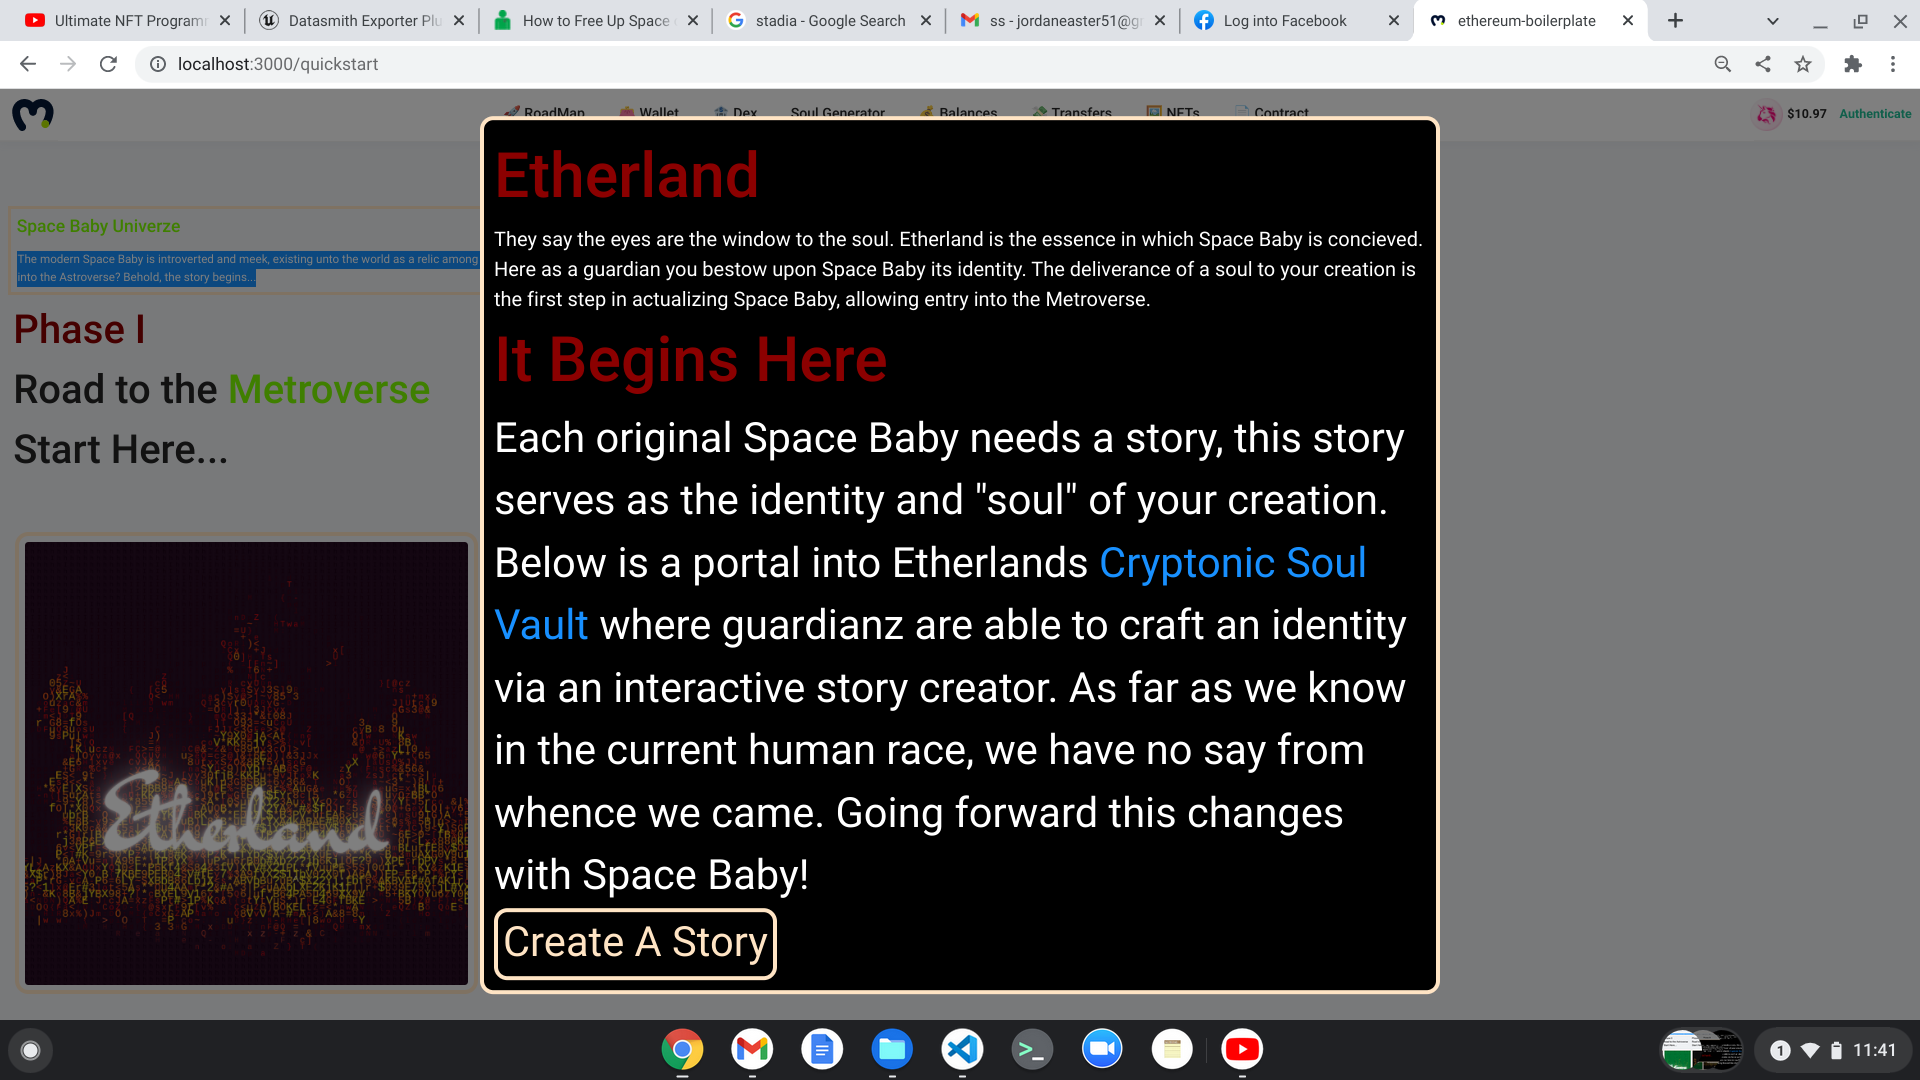 Ultimate NFT Program
Datasmith Exporter Plu
How to Free Up Space
stadia - Google Search
ss - jordaneaster51@g
Log into Facebook
ethereum-boilerplate
localhost:3000/quickstart
RoadMap Wallet Dex Soul Generator Balances Transfers NFTs Contract
$10.97 Authenticate
Space Baby Univerze
The modern Space Baby is introverted and meek, existing unto the world as a relic among
into the Astroverse? Behold, the story begins...
Phase I
Road to the Metroverse
Start Here...
Etherland
Etherland
They say the eyes are the window to the soul. Etherland is the essence in which Space Baby is concieved.
Here as a guardian you bestow upon Space Baby its identity. The deliverance of a soul to your creation is
the first step in actualizing Space Baby, allowing entry into the Metroverse.
It Begins Here
Each original Space Baby needs a story, this story
serves as the identity and "soul" of your creation.
Below is a portal into Etherlands Cryptonic Soul
Vault where guardianz are able to craft an identity
via an interactive story creator. As far as we know
in the current human race, we have no say from
whence we came. Going forward this changes
with Space Baby!
Create A Story
1 11:41